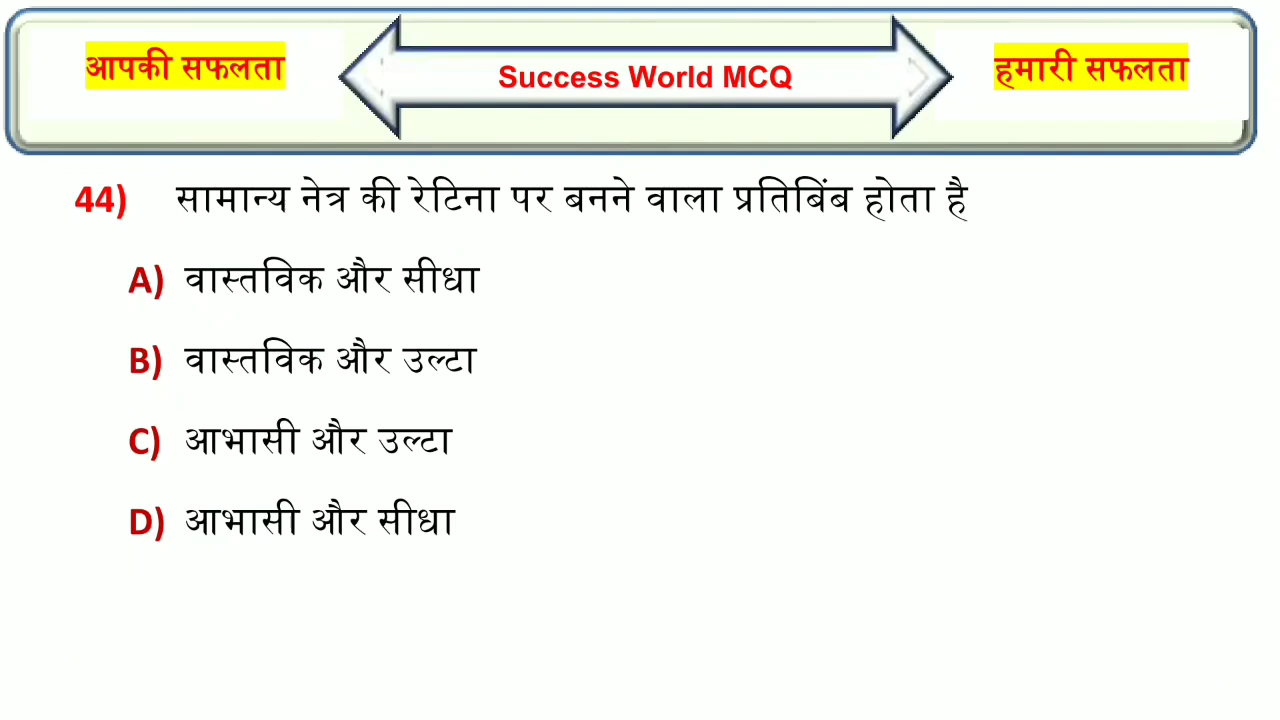 आपकी सफलता
Success World MCQ
हमारी सफलता
44) सामान्य नेत्र की रेटिना पर बनने वाला प्रतिबिंब होता है
A) वास्तविक और सीधा
B) वास्तविक और उल्टा
C) आभासी और उल्टा
D) आभासी और सीधा